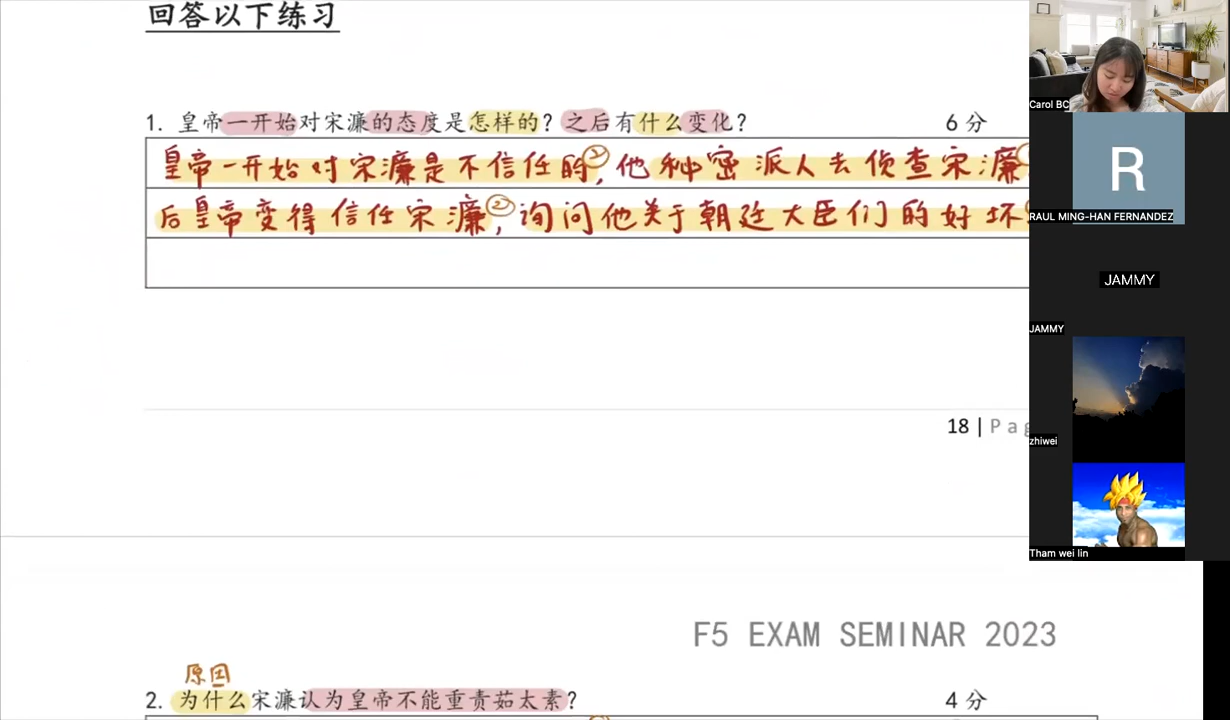 回答以下练习
1. 皇帝一开始对宋濂的态度是怎样的？之后有什么变化？ 6 分
皇帝一开始对宋濂是不信任的②，他秘密派人去侦查宋濂
后皇帝变得信任宋濂②，询问他关于朝廷大臣们的好坏
18 | Pag
F5 EXAM SEMINAR 2023
原因
2. 为什么宋濂认为皇帝不能重责茹太素？ 4 分
Carol BC
R
RAUL MING-HAN FERNANDEZ
JAMMY
JAMMY
zhiwei
Tham wei lin